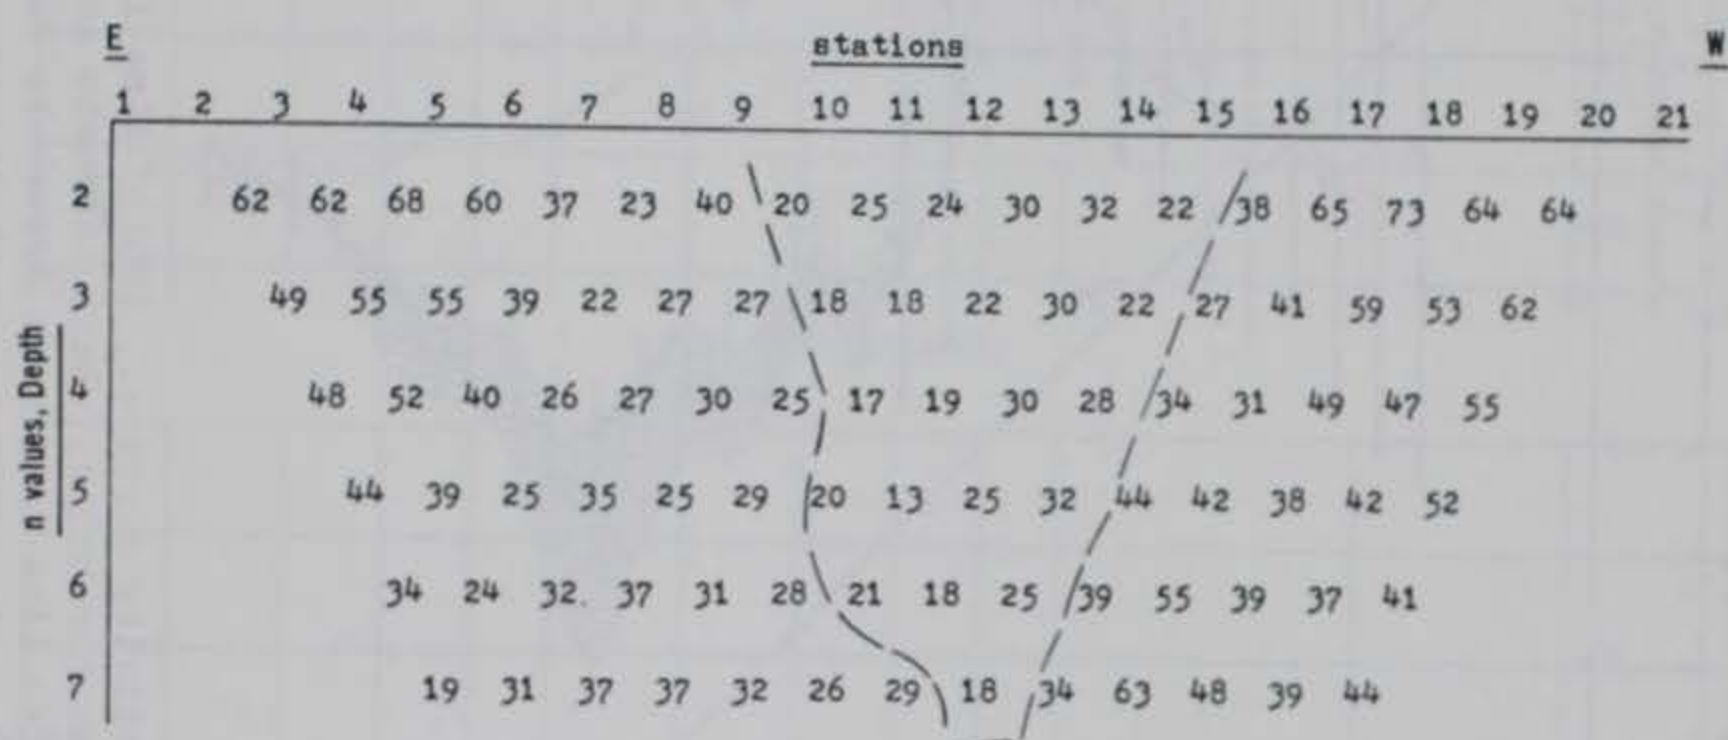 E stations W
1 2 3 4 5 6 7 8 9 10 11 12 13 14 15 16 17 18 19 20 21
2 62 62 68 60 37 23 40 20 25 24 30 32 22 38 65 73 64 64
3 49 55 55 39 22 27 27 18 18 22 30 22 27 41 59 53 62
n values, Depth
4 48 52 40 26 27 30 25 17 19 30 28 34 31 49 47 55
5 44 39 25 35 25 29 20 13 25 32 44 42 38 42 52
6 34 24 32. 37 31 28 21 18 25 39 55 39 37 41
7 19 31 37 37 32 26 29 18 34 63 48 39 44